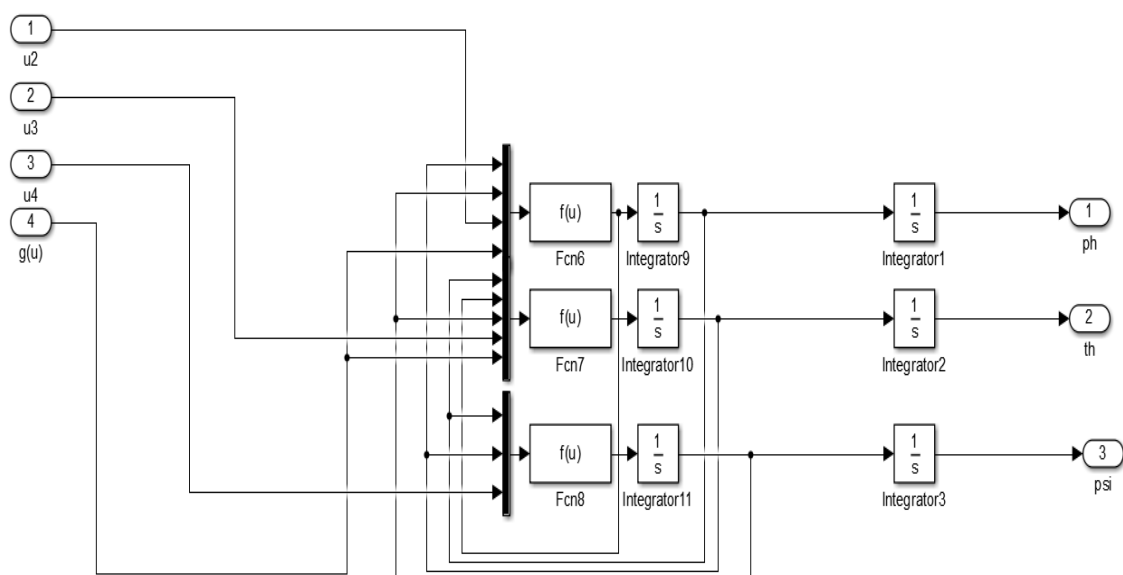 1
u2
2
u3
3
u4
4
g(u)
f(u)
Fcn6
1
s
Integrator9
1
s
Integrator1
1
ph
f(u)
Fcn7
1
s
Integrator10
1
s
Integrator2
2
th
f(u)
Fcn8
1
s
Integrator11
1
s
Integrator3
3
psi